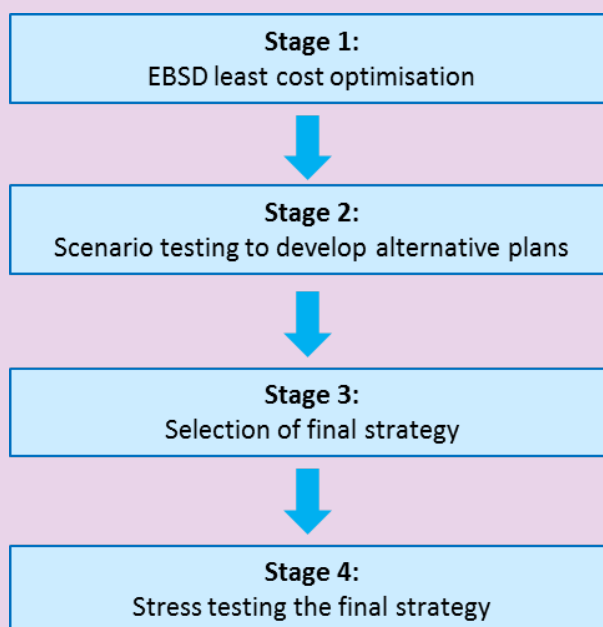 Stage 1:
EBSD least cost optimisation
Stage 2:
Scenario testing to develop alternative plans
Stage 3:
Selection of final strategy
Stage 4:
Stress testing the final strategy